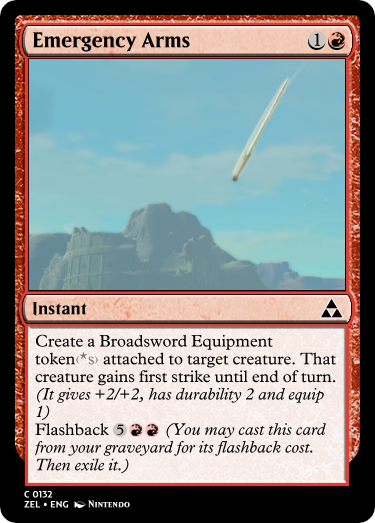 Emergency Arms 1
Instant
Create a Broadsword Equipment
token(*s) attached to target creature. That
creature gains first strike until end of turn.
(It gives +2/+2, has durability 2 and equip
1)
Flashback 5 (You may cast this card
from your graveyard for its flashback cost.
Then exile it.)
C 0132
ZEL • ENG Nintendo